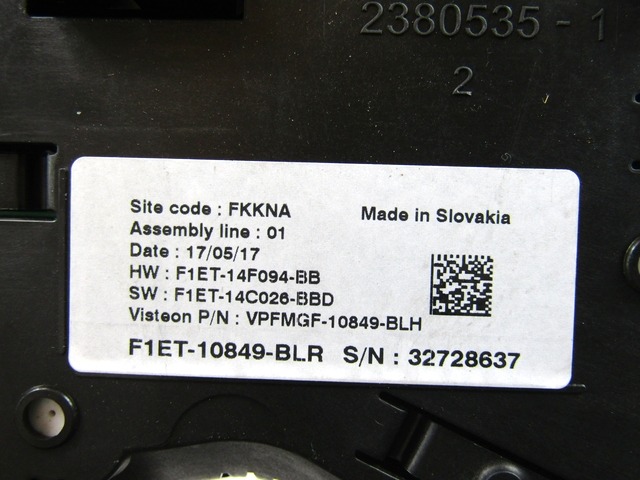 2380535-1
2
Site code : FKKNA
Made in Slovakia
Assembly line : 01
Date : 17/05/17
HW : F1ET-14F094-BB
SW : F1ET-14C026-BBD
Visteon P/N : VPFMGF-10849-BLH
F1ET-10849-BLR S/N : 32728637